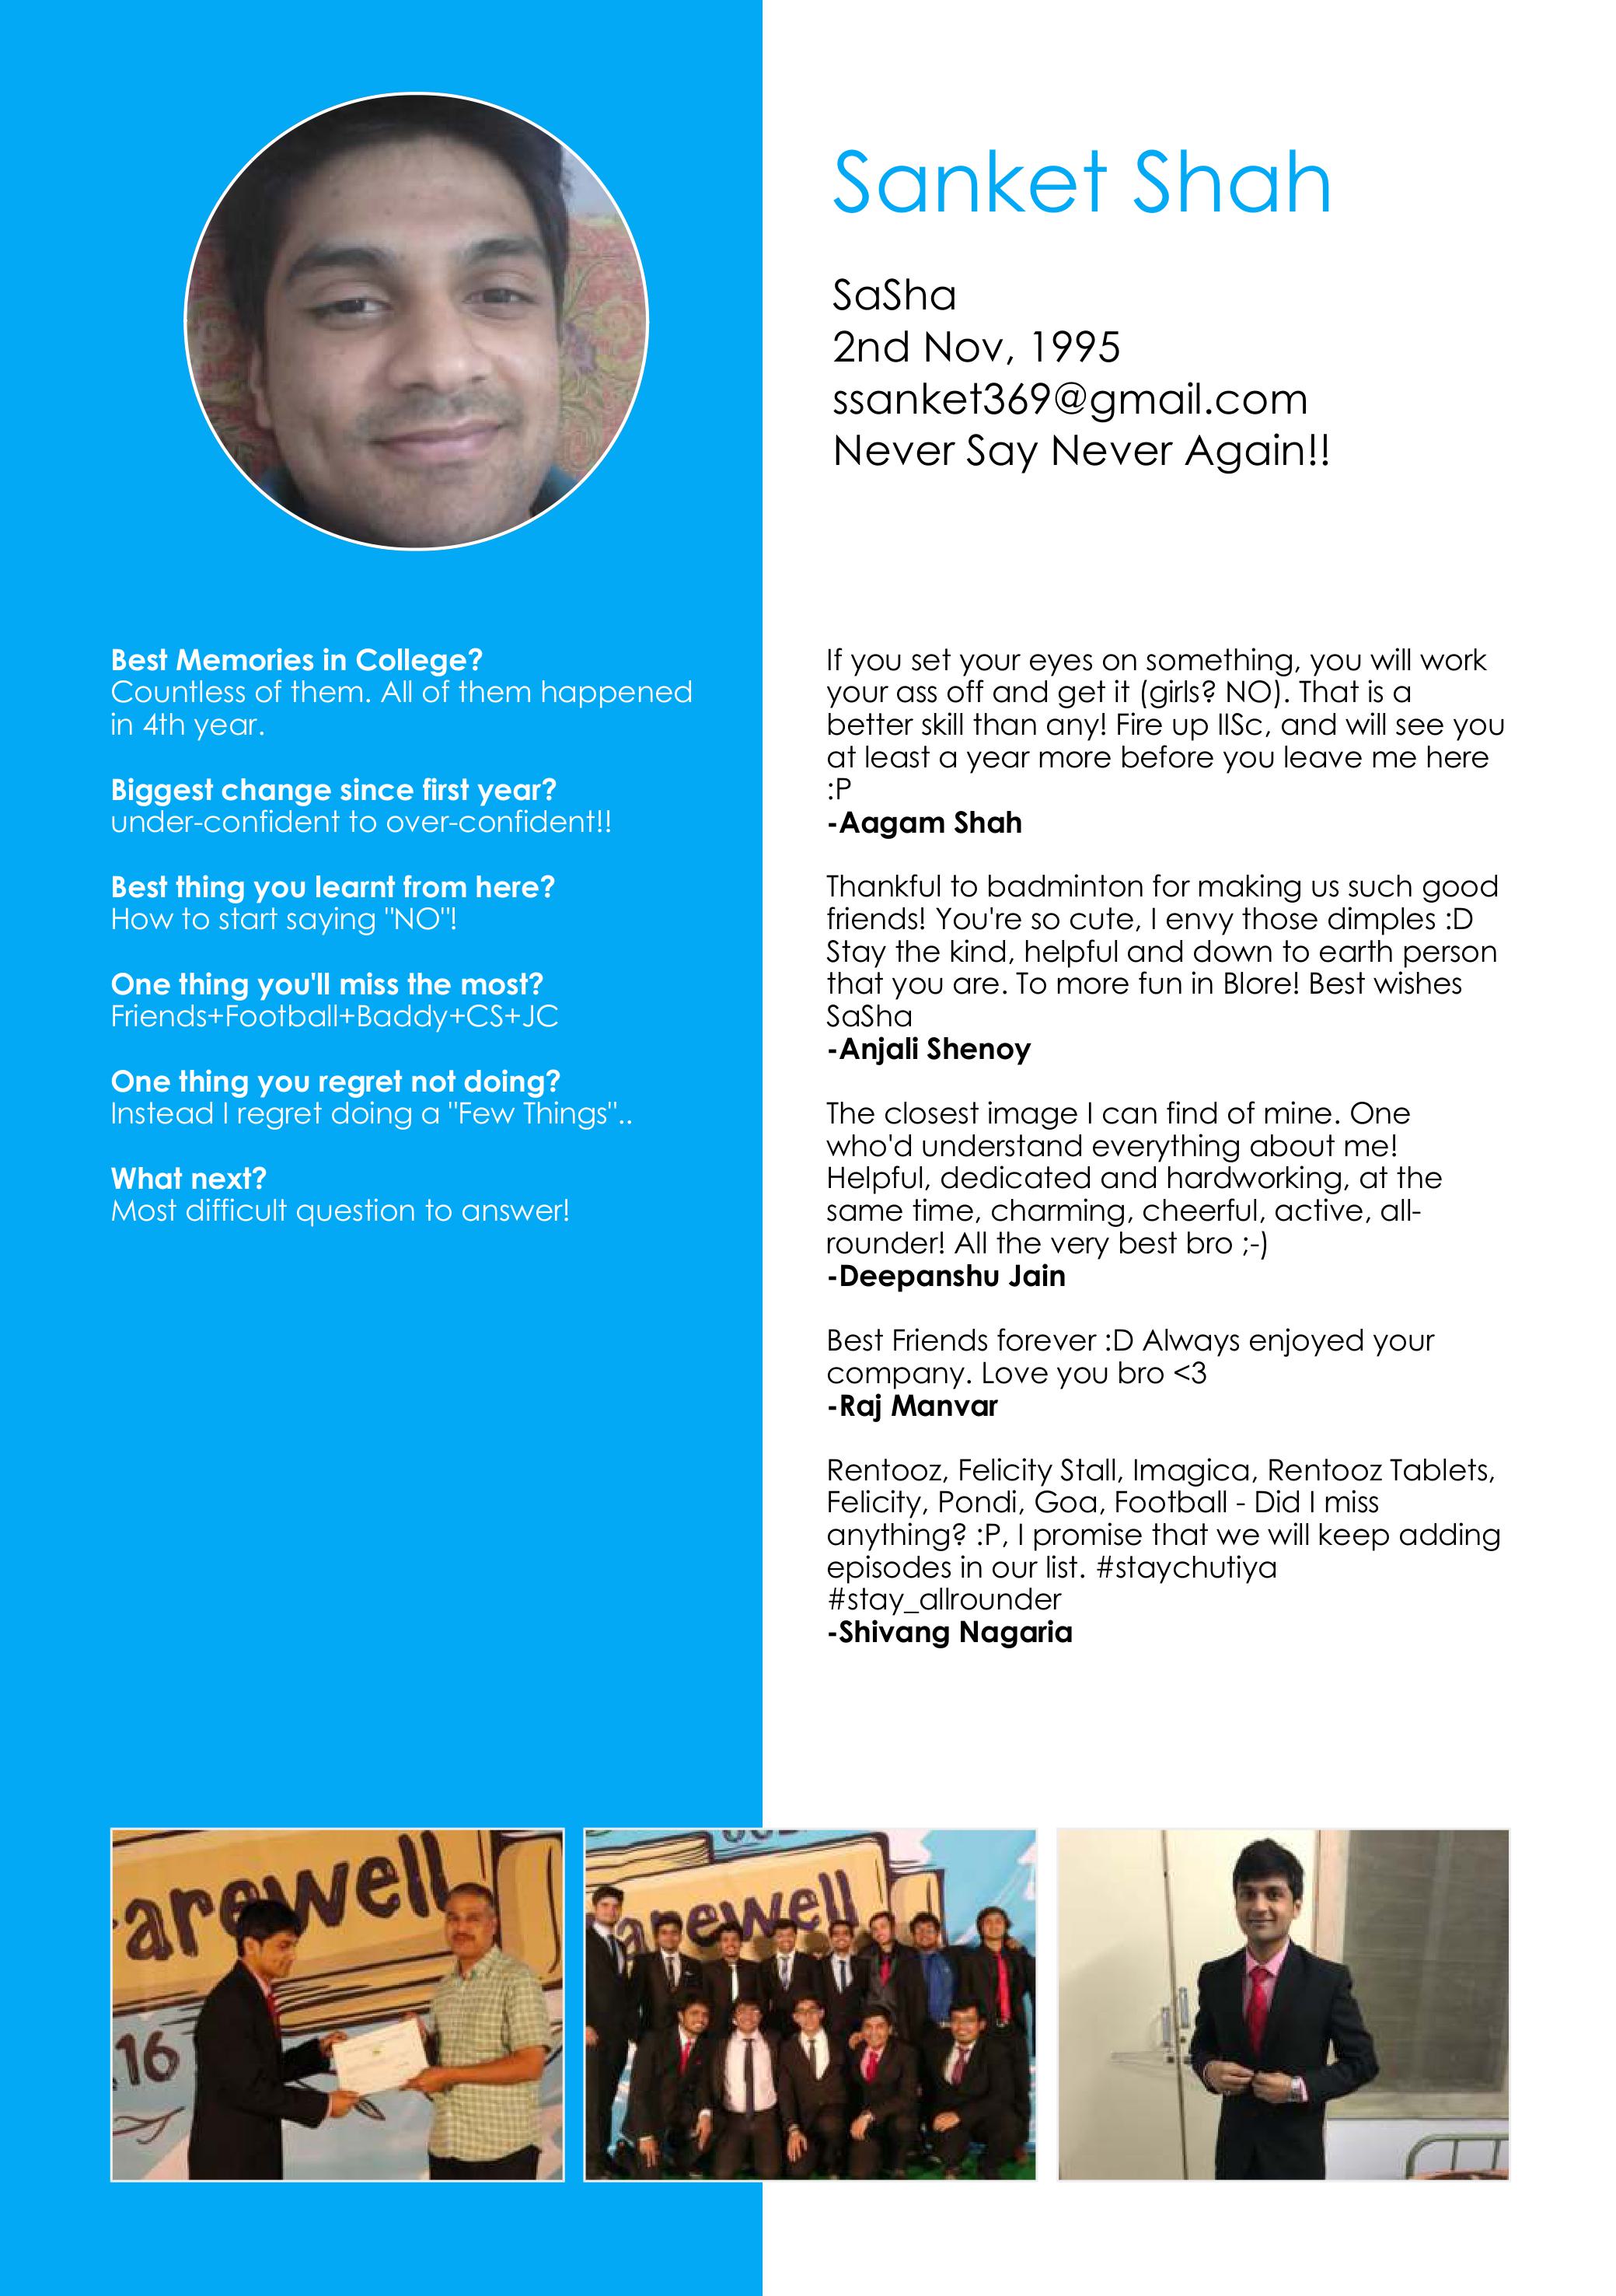 Sanket Shah
SaSha
2nd Nov, 1995
ssanket369@gmail.com
Never Say Never Again!!
Best Memories in College?
Countless of them. All of them happened
in 4th year.
Biggest change since first year?
under-confident to over-confident!!
Best thing you learnt from here?
How to start saying "NO"!
One thing you'll miss the most?
Friends+Football+Baddy+CS+JC
One thing you regret not doing?
Instead I regret doing a "Few Things"..
What next?
Most difficult question to answer!
If you set your eyes on something, you will work
your ass off and get it (girls? NO). That is a
better skill than any! Fire up IISc, and will see you
at least a year more before you leave me here
:P
-Aagam Shah
Thankful to badminton for making us such good
friends! You're so cute, I envy those dimples :D
Stay the kind, helpful and down to earth person
that you are. To more fun in Blore! Best wishes
SaSha
-Anjali Shenoy
The closest image I can find of mine. One
who'd understand everything about me!
Helpful, dedicated and hardworking, at the
same time, charming, cheerful, active, all-
rounder! All the very best bro ;-)
-Deepanshu Jain
Best Friends forever :D Always enjoyed your
company. Love you bro <3
-Raj Manvar
Rentooz, Felicity Stall, Imagica, Rentooz Tablets,
Felicity, Pondi, Goa, Football - Did I miss
anything? :P, I promise that we will keep adding
episodes in our list. #staychutiya
#stay_allrounder
-Shivang Nagaria
arewell
16
arewell